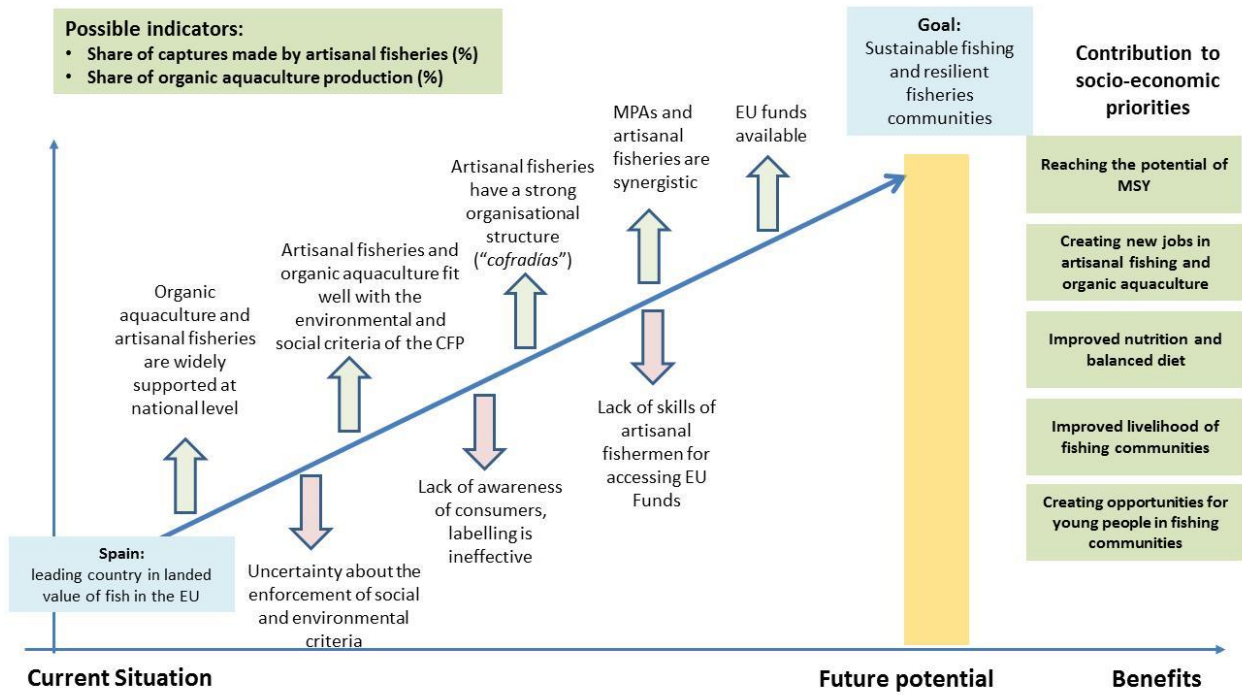 Possible indicators:
• Share of captures made by artisanal fisheries (%)
• Share of organic aquaculture production (%)
Goal:
Sustainable fishing
and resilient
fisheries
communities
Contribution to
socio-economic
priorities
Organic
aquaculture and
artisanal fisheries
are widely
supported at
national level
Artisanal fisheries and
organic aquaculture fit
well with the
environmental and
social criteria of the CFP
Artisanal fisheries
have a strong
organisational
structure
(“cofradías”)
MPAs and
artisanal
fisheries are
synergistic
EU funds
available
Spain:
leading country in landed
value of fish in the EU
Uncertainty about the
enforcement of social
and environmental
criteria
Lack of awareness
of consumers,
labelling is
ineffective
Lack of skills of
artisanal
fishermen for
accessing EU
Funds
Reaching the potential of
MSY
Creating new jobs in
artisanal fishing and
organic aquaculture
Improved nutrition and
balanced diet
Improved livelihood of
fishing communities
Creating opportunities for
young people in fishing
communities
Current Situation
Future potential
Benefits